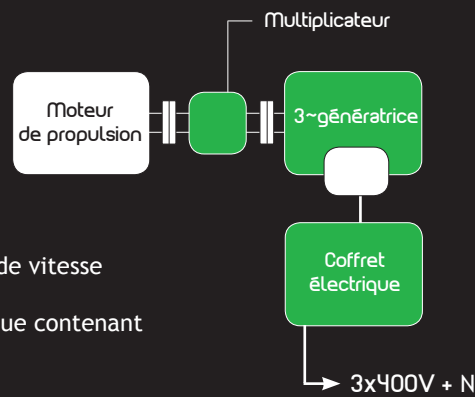 Multiplicateur
Moteur
de propulsion
3~génératrice
de vitesse
Coffret
électrique
ue contenant
3x400V + N